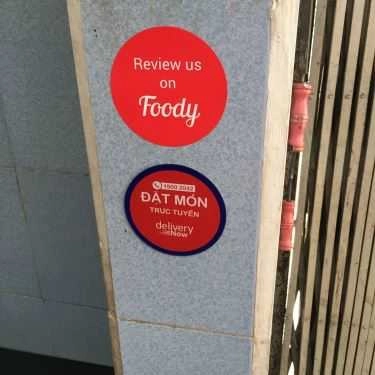 Review us
on
Foody
1900 2042
ĐẶT MÓN
TRỰC TUYẾN
delivery
Now